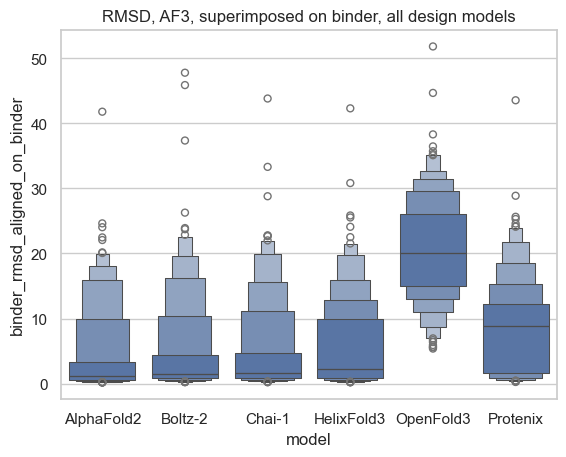 RMSD, AF3, superimposed on binder, all design models
binder_rmsd_aligned_on_binder
50
40
30
20
10
0
AlphaFold2 Boltz-2 Chai-1 HelixFold3 OpenFold3 Protenix
model